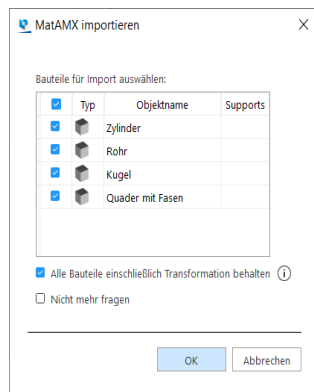 MatAMX importieren
Bauteile für Import auswählen:
Typ Objektname Supports
Zylinder
Rohr
Kugel
Quader mit Fasen
Alle Bauteile einschließlich Transformation behalten
Nicht mehr fragen
OK Abbrechen